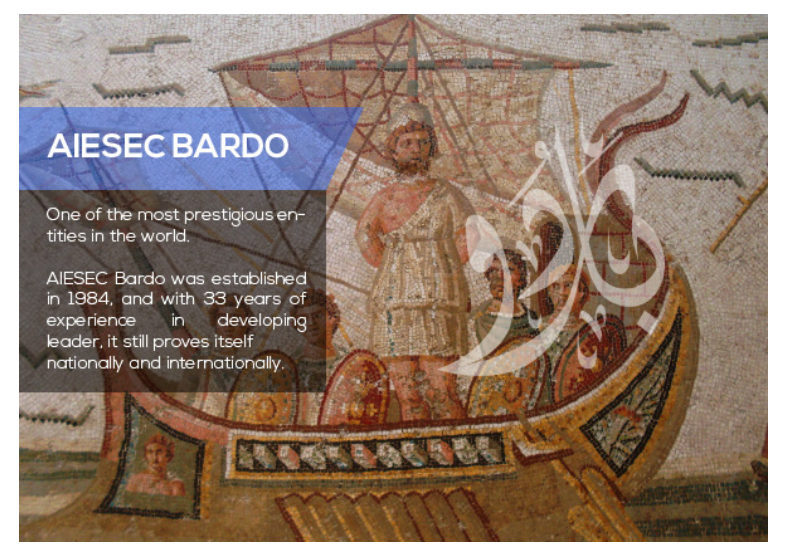 AIESEC BARDO
One of the most prestigious en-
tities in the world.
AIESEC Bardo was established
in 1984, and with 33 years of
experience in developing
leader, it still proves itself
nationally and internationally.
باردو